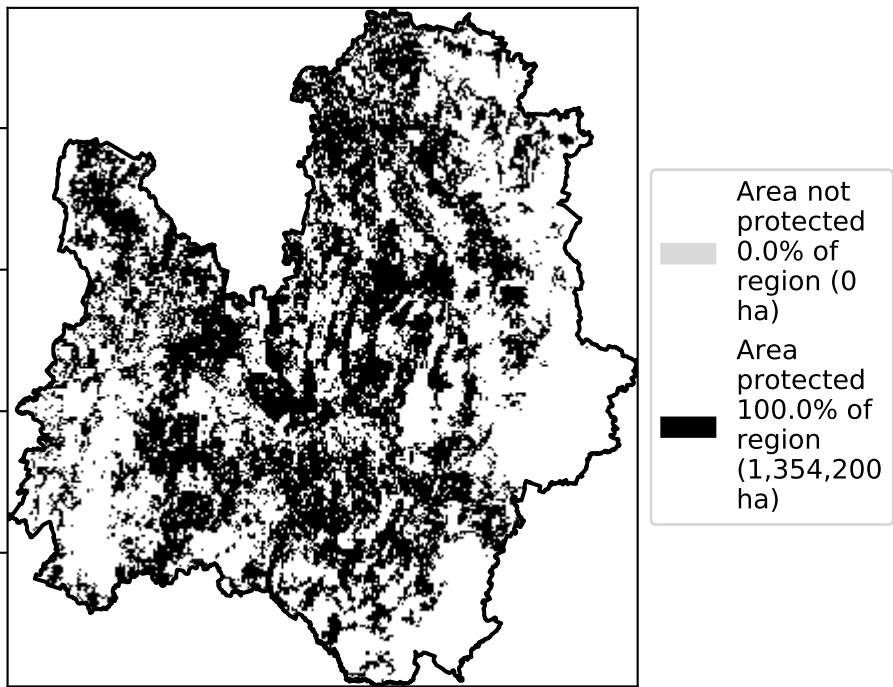 Area not
protected
0.0% of
region (0
ha)
Area
protected
100.0% of
region
(1,354,200
ha)